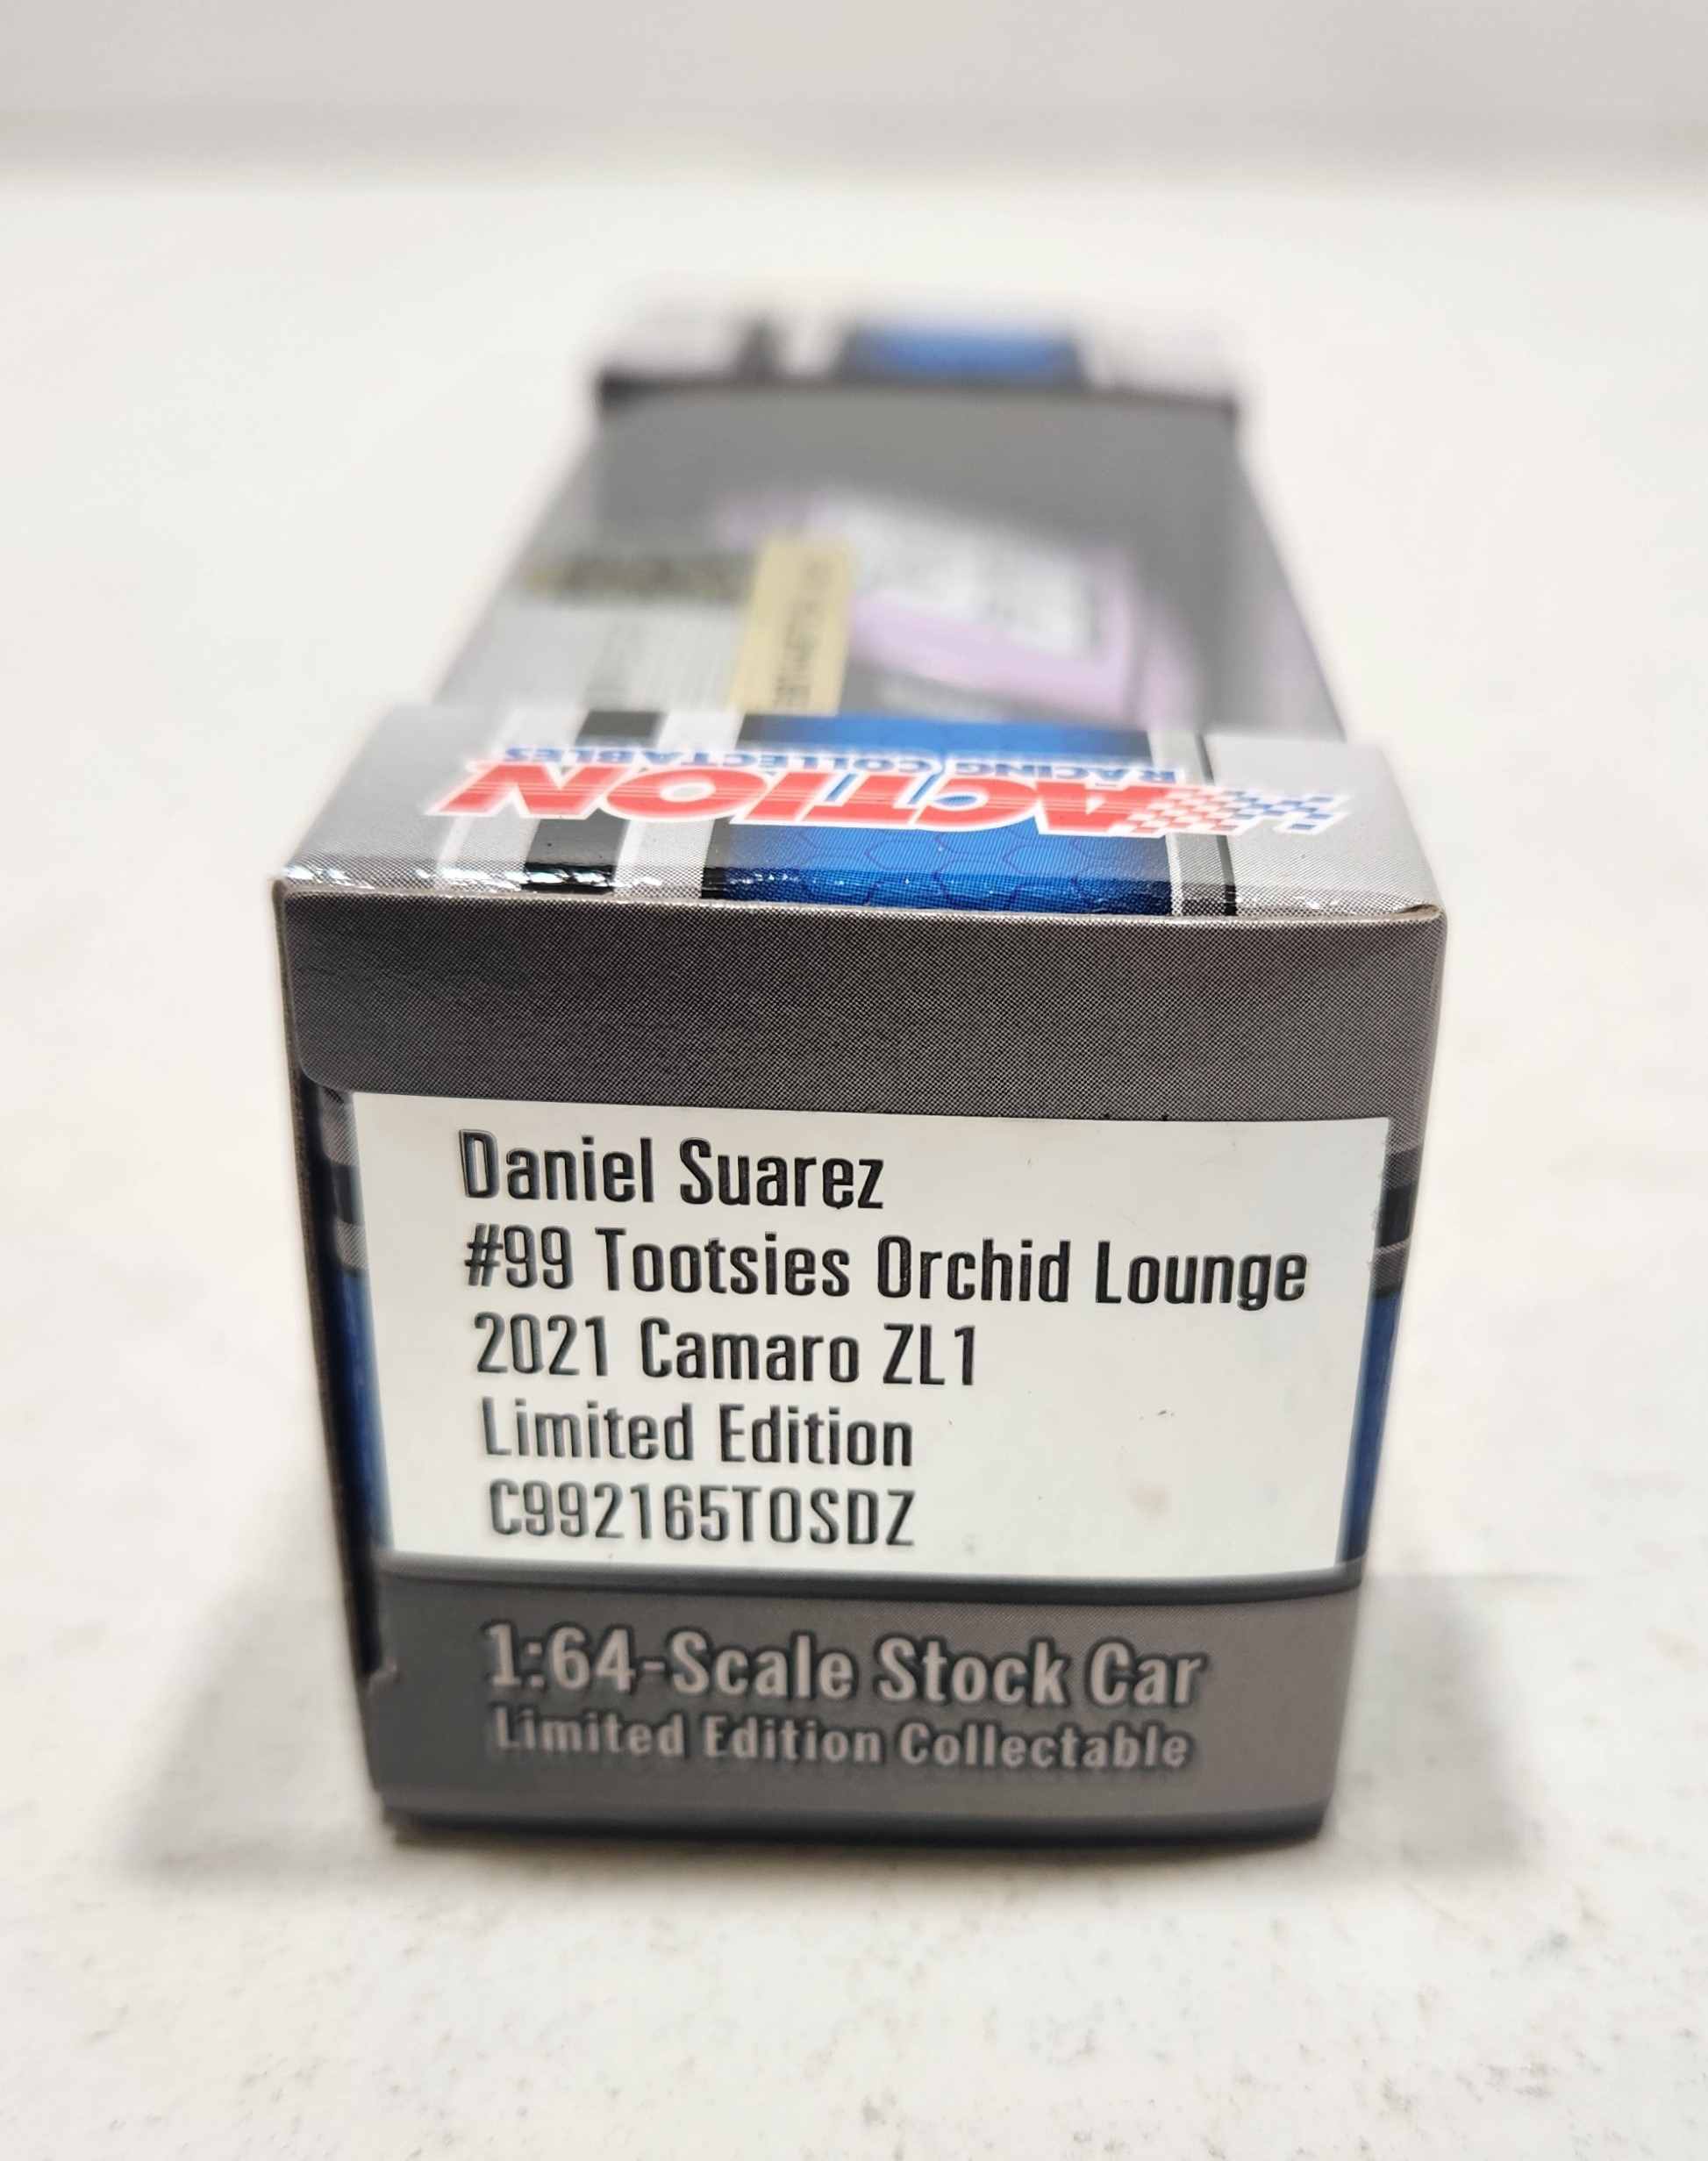 RACING COLLECTABLES
ACTION
Daniel Suarez
#99 Tootsies Orchid Lounge
2021 Camaro ZL1
Limited Edition
C992165TOSDZ
1:64-Scale Stock Car
Limited Edition Collectable